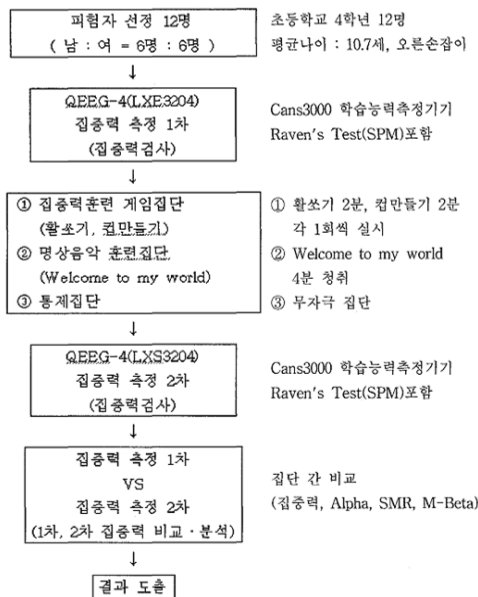 피험자 선정 12명
( 남 : 여 = 6명 : 6명 )
초등학교 4학년 12명
평균나이 : 10.7세, 오른손잡이
↓
QEEG-4(LXE3204)
집중력 측정 1차
(집중력검사)
Cans3000 학습능력측정기기
Raven's Test(SPM)포함
↓
① 집중력훈련 게임집단
(활쏘기, 컵만들기)
② 명상음악 훈련집단
(Welcome to my world)
③ 통제집단
① 활쏘기 2분, 컵만들기 2분
각 1회씩 실시
② Welcome to my world
4분 청취
③ 무자극 집단
↓
QEEG-4(LXS3204)
집중력 측정 2차
(집중력검사)
Cans3000 학습능력측정기기
Raven's Test(SPM)포함
↓
집중력 측정 1차
VS
집중력 측정 2차
(1차, 2차 집중력 비교 · 분석)
집단 간 비교
(집중력, Alpha, SMR, M-Beta)
↓
결과 도출